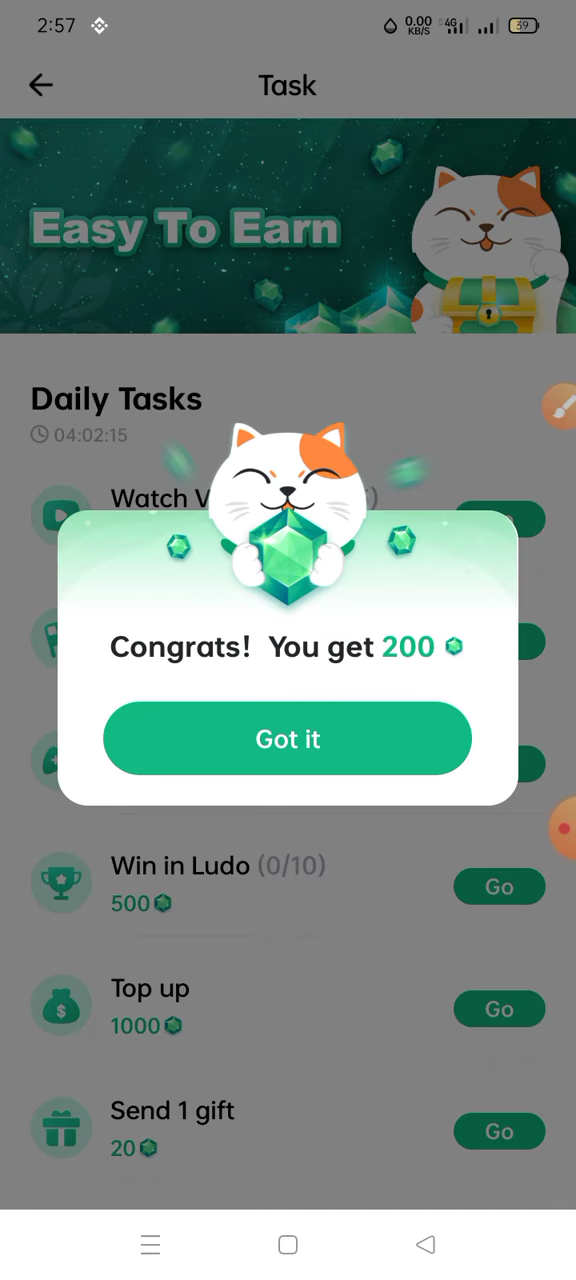 2:57
0.00
KB/S
4G
39
Task
Easy To Earn
Daily Tasks
04:02:15
Watch
Congrats! You get 200
Got it
Win in Ludo (0/10)
500
Go
Top up
1000
Go
Send 1 gift
20
Go